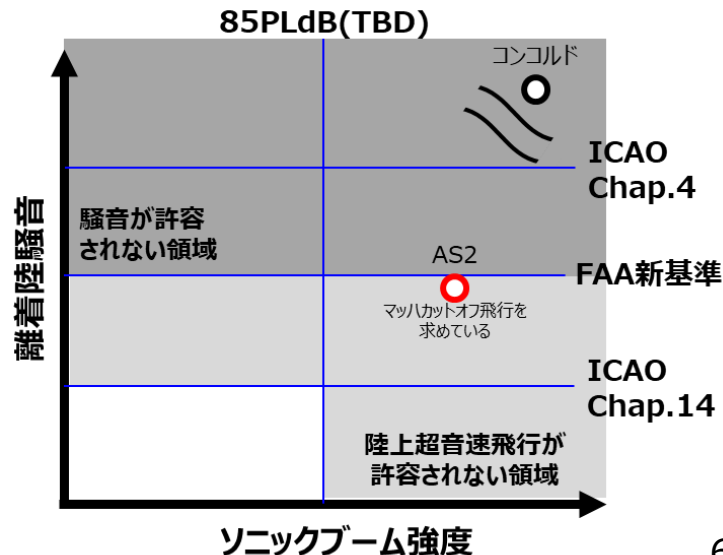 85PLdB(TBD)
コンコルド
ICAO
Chap.4
騒音が許容
されない領域
AS2
FAA新基準
マッハカットオフ飛行を
求めている
離着陸騒音
ICAO
Chap.14
陸上超音速飛行が
許容されない領域
ソニックブーム強度